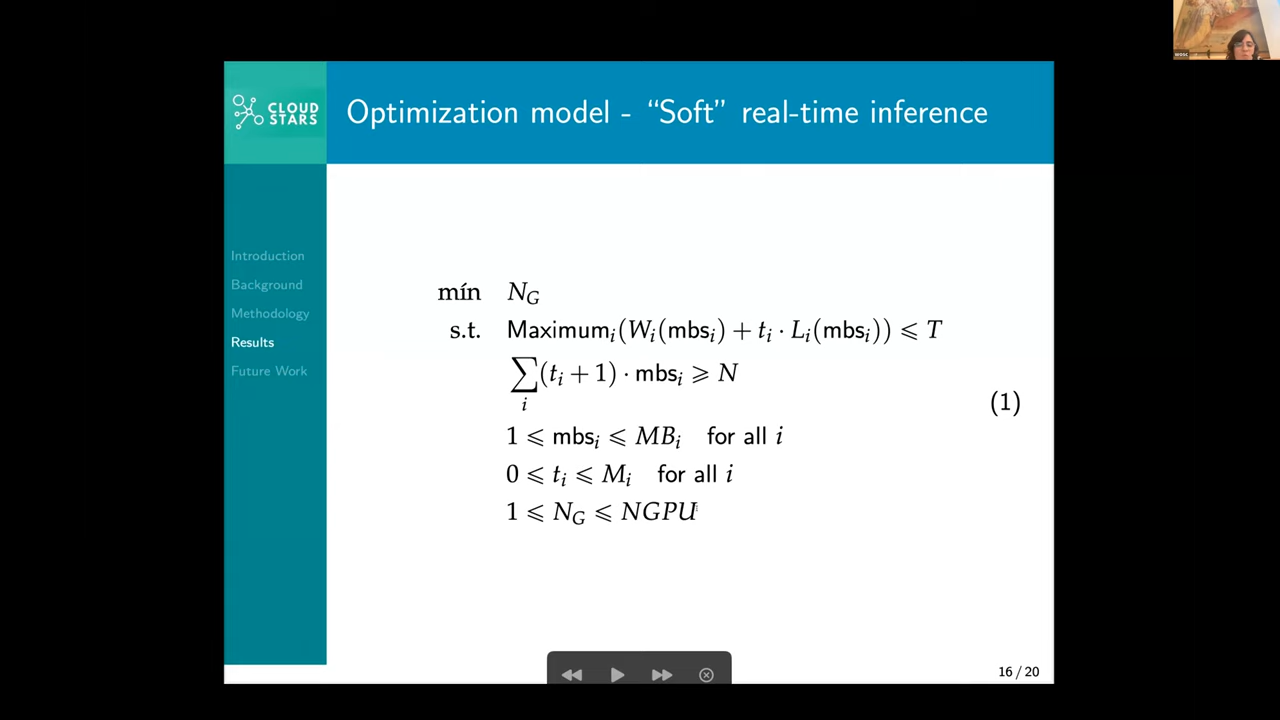 CLOUD
STARS
Optimization model - “Soft” real-time inference
Introduction
Background
Methodology
Results
Future Work
mín N_G
s.t. Maximum_i(W_i(mbs_i) + t_i · L_i(mbs_i)) ⩽ T
∑_i (t_i + 1) · mbs_i ⩾ N
(1)
1 ⩽ mbs_i ⩽ MB_i for all i
0 ⩽ t_i ⩽ M_i for all i
1 ⩽ N_G ⩽ NGPU
16 / 20